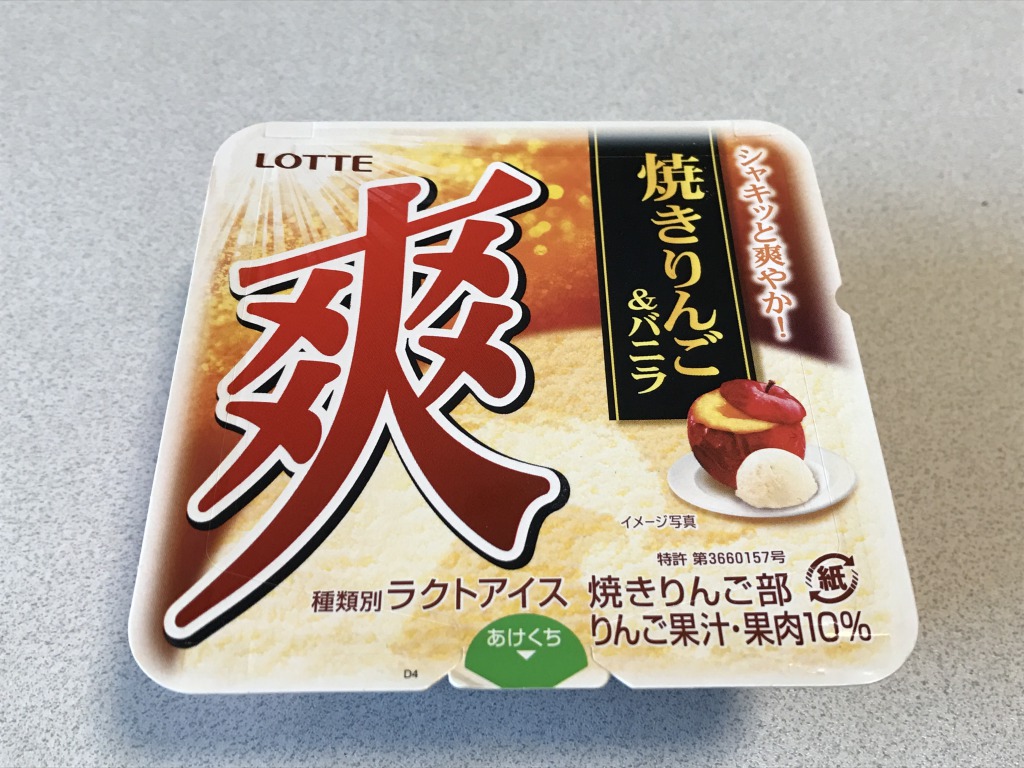 LOTTE
爽
焼きりんご
&バニラ
シャキッと爽やか!
イメージ写真
特許 第3660157号
種類別ラクトアイス
焼きりんご部
りんご果汁・果肉10%
紙
あけくち
D4